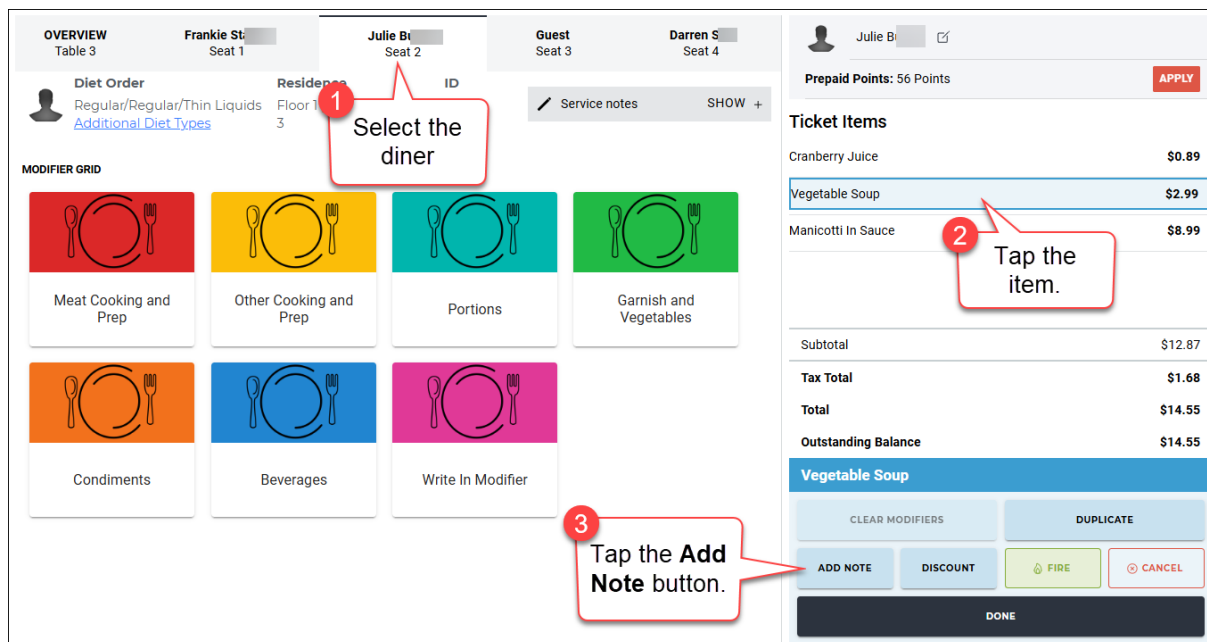 OVERVIEW
Table 3
Frankie
Seat 1
Julie
Seat 2
Guest
Seat 3
Darren S
Seat 4
Diet Order
Regular/Regular/Thin Liquids
Additional Diet Types
Residence
Floor 1
3
ID
Service notes SHOW +
1
Select the
diner
MODIFIER GRID
Meat Cooking and
Prep
Other Cooking and
Prep
Portions
Garnish and
Vegetables
Condiments
Beverages
Write In Modifier
Julie B
Prepaid Points: 56 Points APPLY
Ticket Items
Cranberry Juice $0.89
Vegetable Soup $2.99
Manicotti In Sauce $8.99
2
Tap the
item.
Subtotal $12.87
Tax Total $1.68
Total $14.55
Outstanding Balance $14.55
Vegetable Soup
CLEAR MODIFIERS DUPLICATE
3
Tap the Add
Note button.
ADD NOTE DISCOUNT FIRE CANCEL
DONE